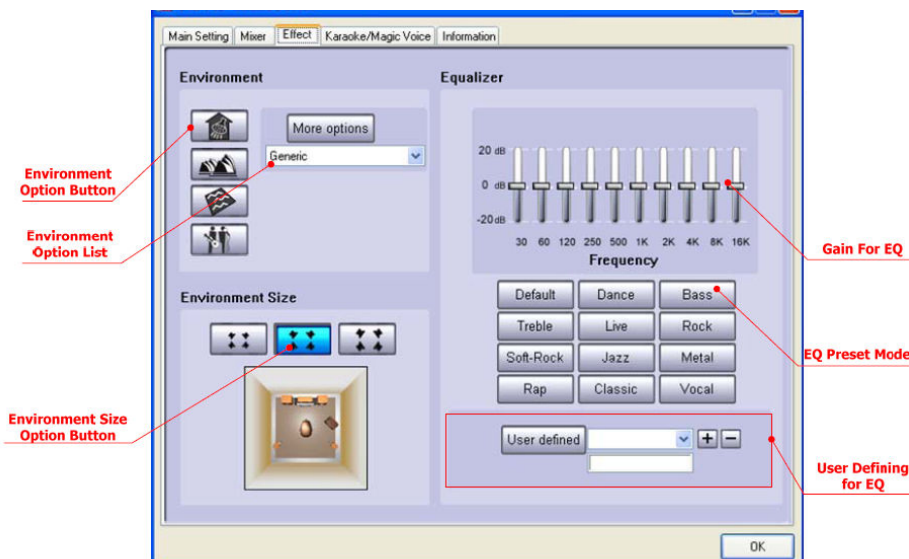 Main Setting Mixer Effect Karaoke/Magic Voice Information
Environment
More options
Generic
Environment
Option Button
Environment
Option List
Environment Size
Environment Size
Option Button
Equalizer
20 dB
0 dB
-20dB
30 60 120 250 500 1K 2K 4K 8K 16K
Frequency
Gain For EQ
Default Dance Bass
Treble Live Rock
Soft-Rock Jazz Metal
Rap Classic Vocal
EQ Preset Mode
User defined
User Defining
for EQ
OK